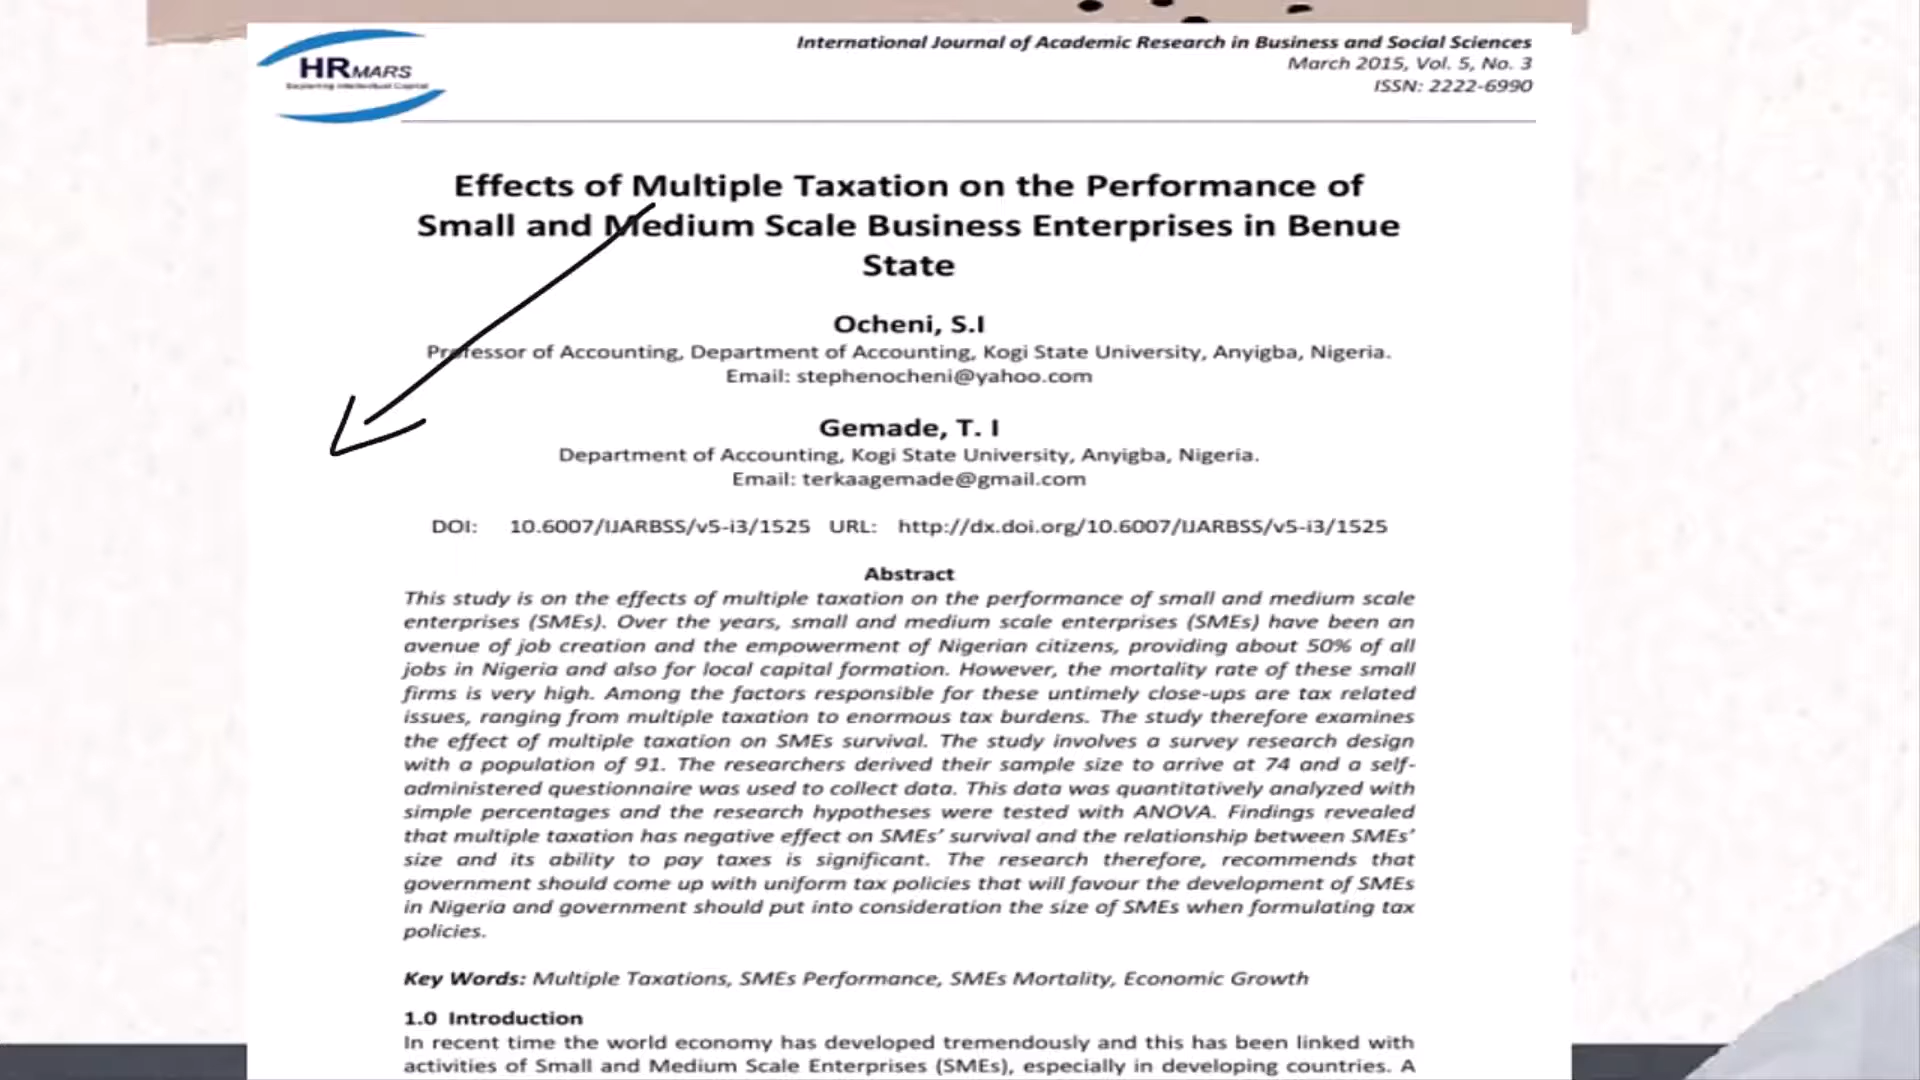 HRMARS
Exploring Intellectual Capital
International Journal of Academic Research in Business and Social Sciences
March 2015, Vol. 5, No. 3
ISSN: 2222-6990
Effects of Multiple Taxation on the Performance of
Small and Medium Scale Business Enterprises in Benue
State
Ocheni, S.I
Professor of Accounting, Department of Accounting, Kogi State University, Anyigba, Nigeria.
Email: stephenocheni@yahoo.com
Gemade, T. I
Department of Accounting, Kogi State University, Anyigba, Nigeria.
Email: terkaagemade@gmail.com
DOI: 10.6007/IJARBSS/v5-i3/1525 URL: http://dx.doi.org/10.6007/IJARBSS/v5-i3/1525
Abstract
This study is on the effects of multiple taxation on the performance of small and medium scale
enterprises (SMEs). Over the years, small and medium scale enterprises (SMEs) have been an
avenue of job creation and the empowerment of Nigerian citizens, providing about 50% of all
jobs in Nigeria and also for local capital formation. However, the mortality rate of these small
firms is very high. Among the factors responsible for these untimely close-ups are tax related
issues, ranging from multiple taxation to enormous tax burdens. The study therefore examines
the effect of multiple taxation on SMEs survival. The study involves a survey research design
with a population of 91. The researchers derived their sample size to arrive at 74 and a self-
administered questionnaire was used to collect data. This data was quantitatively analyzed with
simple percentages and the research hypotheses were tested with ANOVA. Findings revealed
that multiple taxation has negative effect on SMEs’ survival and the relationship between SMEs’
size and its ability to pay taxes is significant. The research therefore, recommends that
government should come up with uniform tax policies that will favour the development of SMEs
in Nigeria and government should put into consideration the size of SMEs when formulating tax
policies.
Key Words: Multiple Taxations, SMEs Performance, SMEs Mortality, Economic Growth
1.0 Introduction
In recent time the world economy has developed tremendously and this has been linked with
activities of Small and Medium Scale Enterprises (SMEs), especially in developing countries. A